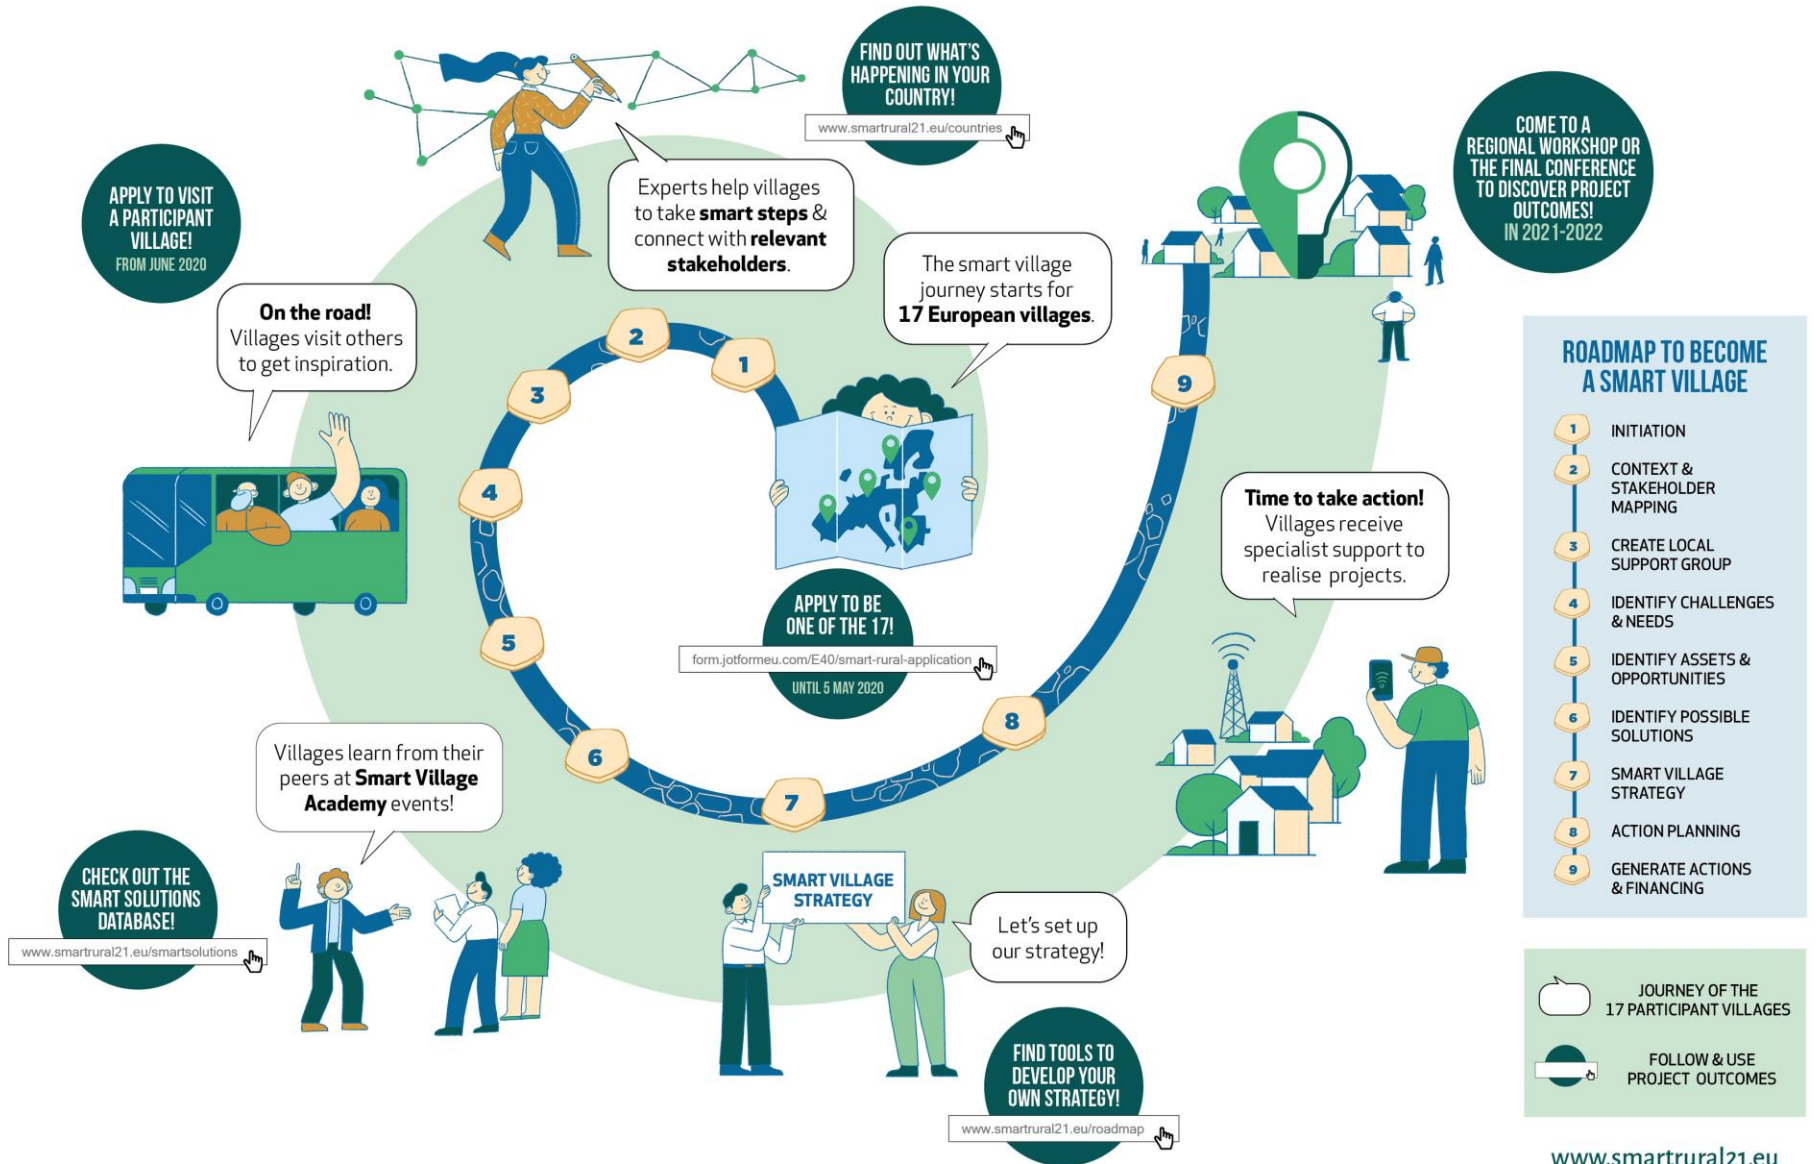 FIND OUT WHAT'S
HAPPENING IN YOUR
COUNTRY!
www.smartrural21.eu/countries
COME TO A
REGIONAL WORKSHOP OR
THE FINAL CONFERENCE
TO DISCOVER PROJECT
OUTCOMES!
IN 2021-2022
APPLY TO VISIT
A PARTICIPANT
VILLAGE!
FROM JUNE 2020
Experts help villages
to take smart steps &
connect with relevant
stakeholders.
The smart village
journey starts for
17 European villages.
On the road!
Villages visit others
to get inspiration.
1
2
3
4
5
6
7
8
9
APPLY TO BE
ONE OF THE 17!
form.jotformeu.com/E40/smart-rural-application
UNTIL 5 MAY 2020
Time to take action!
Villages receive
specialist support to
realise projects.
Villages learn from their
peers at Smart Village
Academy events!
CHECK OUT THE
SMART SOLUTIONS
DATABASE!
www.smartrural21.eu/smartsolutions
SMART VILLAGE
STRATEGY
Let's set up
our strategy!
FIND TOOLS TO
DEVELOP YOUR
OWN STRATEGY!
www.smartrural21.eu/roadmap
ROADMAP TO BECOME
A SMART VILLAGE
1 INITIATION
2 CONTEXT &
STAKEHOLDER
MAPPING
3 CREATE LOCAL
SUPPORT GROUP
4 IDENTIFY CHALLENGES
& NEEDS
5 IDENTIFY ASSETS &
OPPORTUNITIES
6 IDENTIFY POSSIBLE
SOLUTIONS
7 SMART VILLAGE
STRATEGY
8 ACTION PLANNING
9 GENERATE ACTIONS
& FINANCING
JOURNEY OF THE
17 PARTICIPANT VILLAGES
FOLLOW & USE
PROJECT OUTCOMES
www.smartrural21.eu